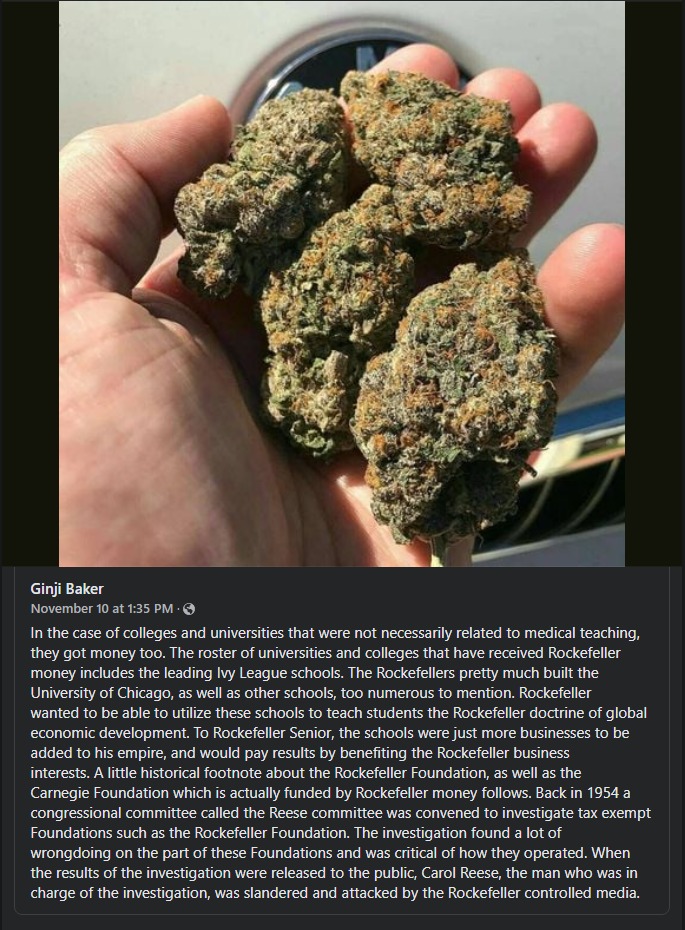 Ginji Baker
November 10 at 1:35 PM ·
In the case of colleges and universities that were not necessarily related to medical teaching,
they got money too. The roster of universities and colleges that have received Rockefeller
money includes the leading Ivy League schools. The Rockefellers pretty much built the
University of Chicago, as well as other schools, too numerous to mention. Rockefeller
wanted to be able to utilize these schools to teach students the Rockefeller doctrine of global
economic development. To Rockefeller Senior, the schools were just more businesses to be
added to his empire, and would pay results by benefiting the Rockefeller business
interests. A little historical footnote about the Rockefeller Foundation, as well as the
Carnegie Foundation which is actually funded by Rockefeller money follows. Back in 1954 a
congressional committee called the Reese committee was convened to investigate tax exempt
Foundations such as the Rockefeller Foundation. The investigation found a lot of
wrongdoing on the part of these Foundations and was critical of how they operated. When
the results of the investigation were released to the public, Carol Reese, the man who was in
charge of the investigation, was slandered and attacked by the Rockefeller controlled media.